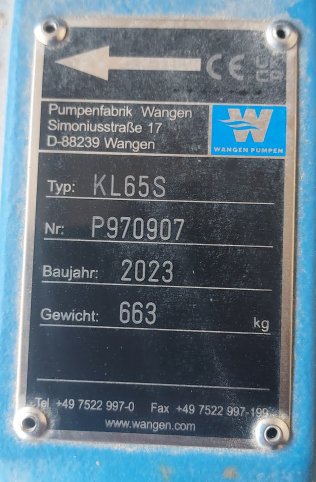 CE
Pumpenfabrik Wangen
Simoniusstraße 17
D-88239 Wangen
W
WANGEN PUMPEN
Typ: KL65S
Nr: P970907
Baujahr: 2023
Gewicht: 663 kg
Tel +49 7522 997-0 Fax +49 7522 997-199
www.wangen.com